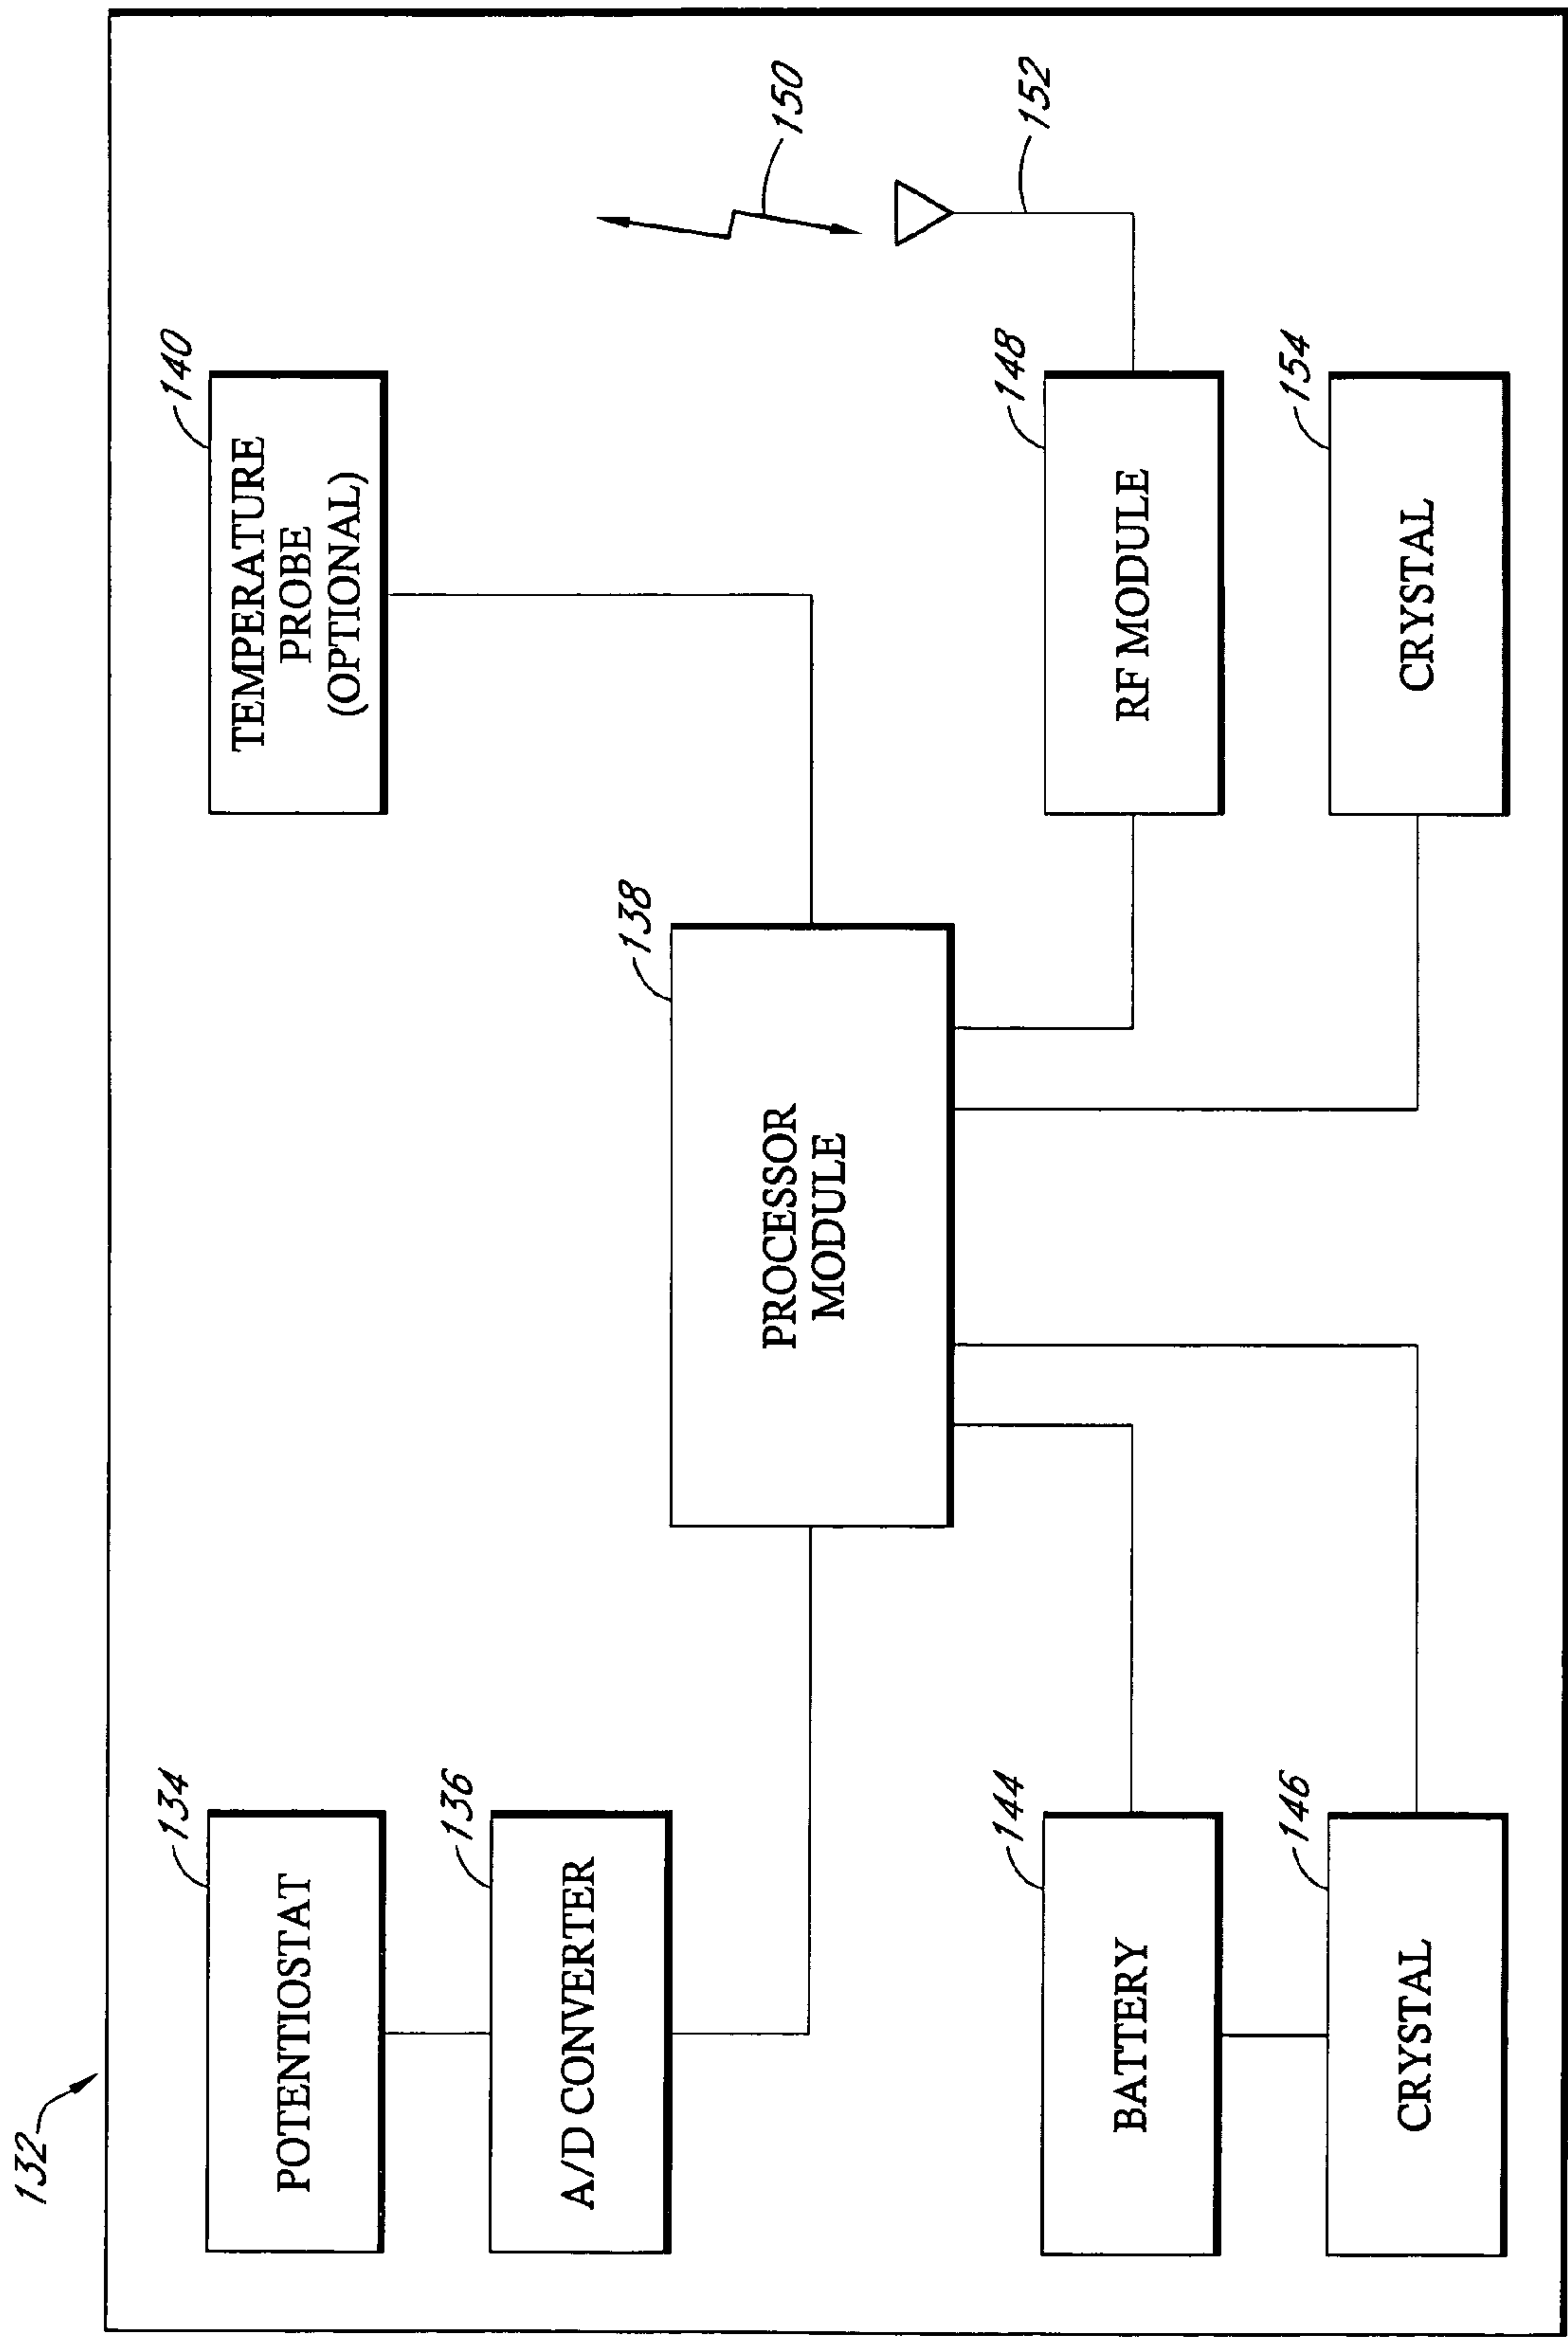 132
134
POTENTIOSTAT
136
A/D CONVERTER
138
PROCESSOR
MODULE
140
TEMPERATURE
PROBE
(OPTIONAL)
144
BATTERY
146
CRYSTAL
148
RF MODULE
150
152
154
CRYSTAL